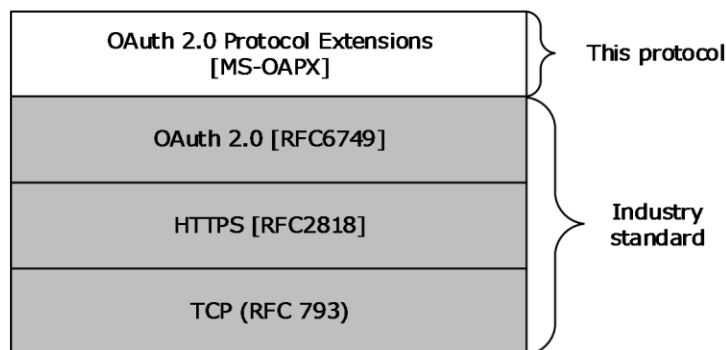 OAuth 2.0 Protocol Extensions
[MS-OAPX]
This protocol
OAuth 2.0 [RFC6749]
HTTPS [RFC2818]
Industry
standard
TCP (RFC 793)